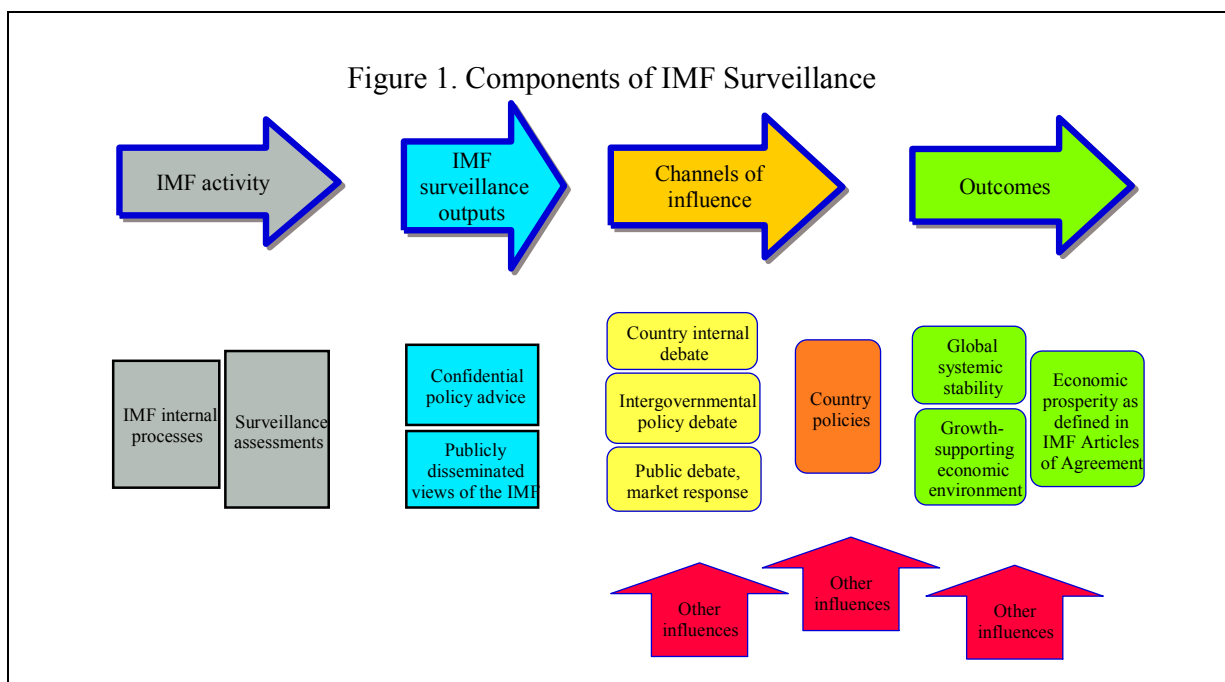 Figure 1. Components of IMF Surveillance
IMF activity
IMF
surveillance
outputs
Channels of
influence
Outcomes
IMF internal
processes
Surveillance
assessments
Confidential
policy advice
Publicly
disseminated
views of the IMF
Country internal
debate
Intergovernmental
policy debate
Public debate,
market response
Country
policies
Global
systemic
stability
Growth-
supporting
economic
environment
Economic
prosperity as
defined in
IMF Articles
of Agreement
Other
influences
Other
influences
Other
influences